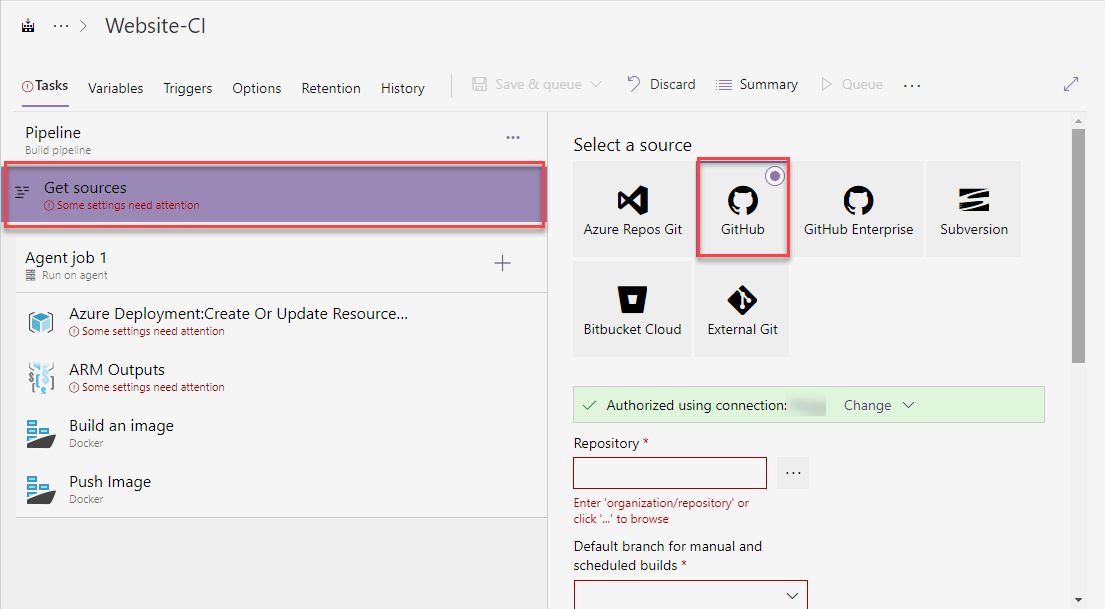 ··· > Website-CI
Tasks Variables Triggers Options Retention History Save & queue Discard Summary Queue ...
Pipeline
Build pipeline
...
Get sources
Some settings need attention
Agent job 1
Run on agent
+
Azure Deployment:Create Or Update Resource...
Some settings need attention
ARM Outputs
Some settings need attention
Build an image
Docker
Push Image
Docker
Select a source
Azure Repos Git GitHub GitHub Enterprise Subversion
Bitbucket Cloud External Git
Authorized using connection: Change
Repository *
...
Enter 'organization/repository' or
click '...' to browse
Default branch for manual and
scheduled builds *